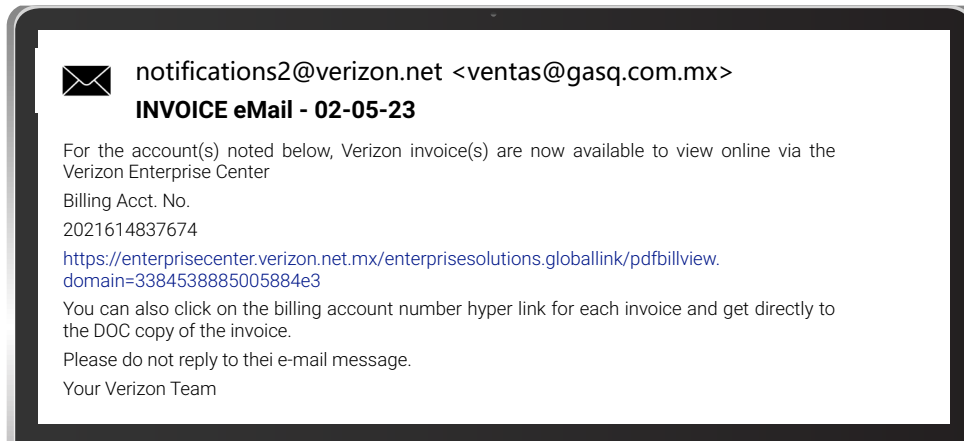 notifications2@verizon.net <ventas@gasq.com.mx>
INVOICE eMail - 02-05-23
For the account(s) noted below, Verizon invoice(s) are now available to view online via the
Verizon Enterprise Center
Billing Acct. No.
2021614837674
https://enterprisecenter.verizon.net.mx/enterprisesolutions.globallink/pdfbillview.
domain=3384538885005884e3
You can also click on the billing account number hyper link for each invoice and get directly to
the DOC copy of the invoice.
Please do not reply to thei e-mail message.
Your Verizon Team